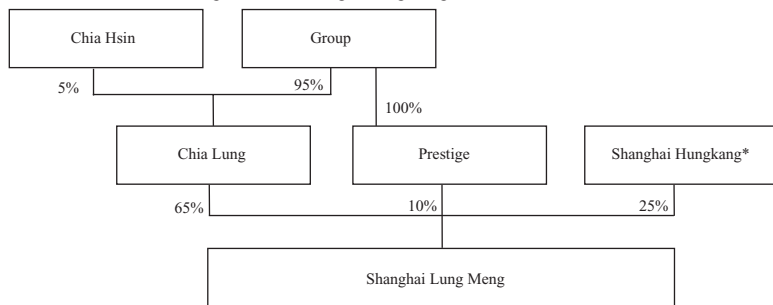 Chia Hsin
Group
5%
95%
100%
Chia Lung
Prestige
Shanghai Hungkang*
65%
10%
25%
Shanghai Lung Meng